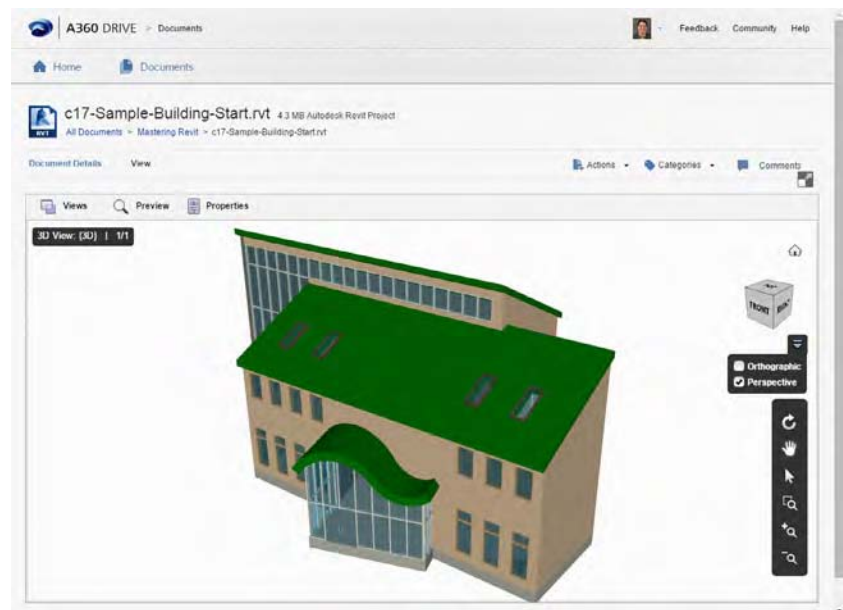 A360 DRIVE > Documents
Feedback Community Help
Home Documents
RVT
c17-Sample-Building-Start.rvt 4.3 MB Autodesk Revit Project
All Documents > Mastering Revit > c17-Sample-Building-Start.rvt
Document Details View
Actions Categories Comments
Views Preview Properties
3D View: {3D} | 1/1
FRONT
Orthographic
Perspective